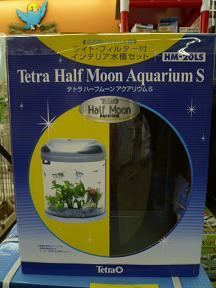 ライト・フィルター付
インテリア水槽セット
HM-20LS
Tetra Half Moon Aquarium S
テトラ ハーフムーン アクアリウム S
Tetra
Half Moon
Aquarium
Tetra